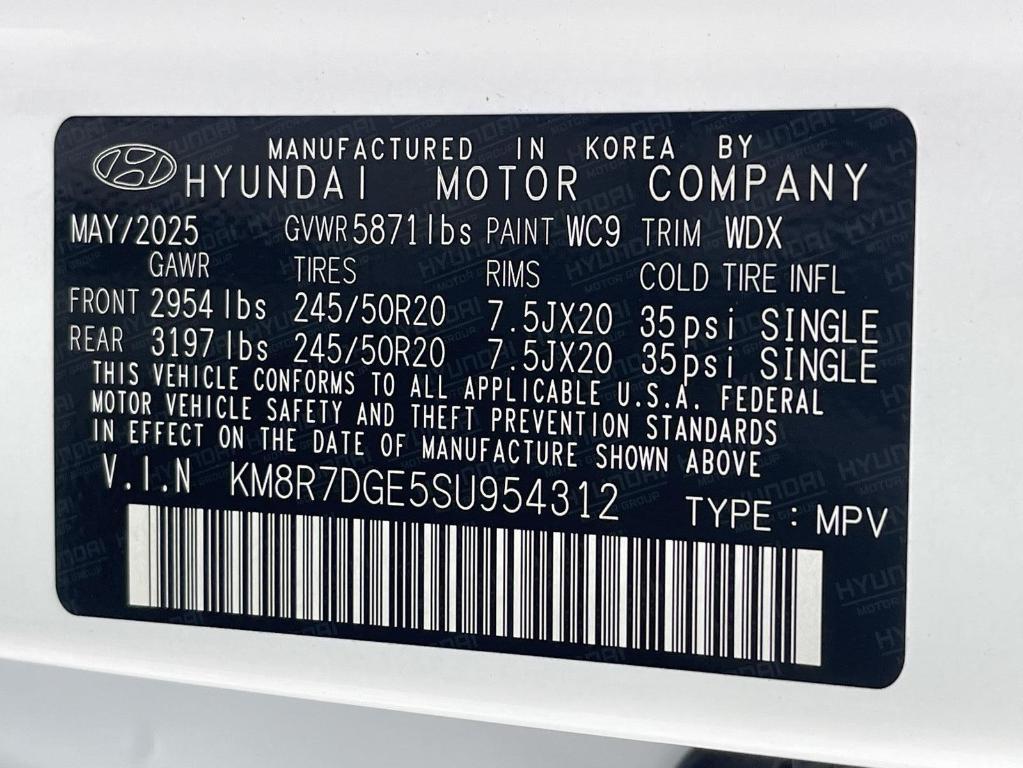 MANUFACTURED IN KOREA BY
HYUNDAI MOTOR COMPANY
MAY/2025 GVWR 5871lbs PAINT WC9 TRIM WDX
GAWR TIRES RIMS COLD TIRE INFL
FRONT 2954 lbs 245/50R20 7.5JX20 35psi SINGLE
REAR 3197 lbs 245/50R20 7.5JX20 35psi SINGLE
THIS VEHICLE CONFORMS TO ALL APPLICABLE U.S.A. FEDERAL
MOTOR VEHICLE SAFETY AND THEFT PREVENTION STANDARDS
IN EFFECT ON THE DATE OF MANUFACTURE SHOWN ABOVE
V.I.N KM8R7DGE5SU954312 TYPE : MPV